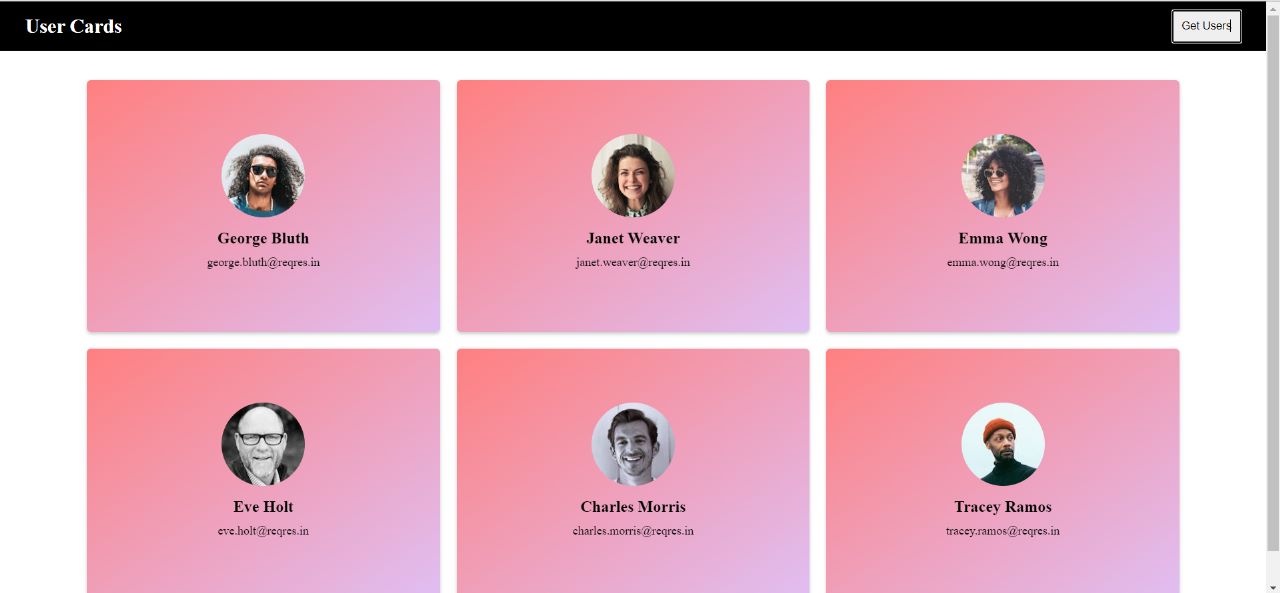 User Cards
Get Users
George Bluth
george.bluth@reqres.in
Janet Weaver
janet.weaver@reqres.in
Emma Wong
emma.wong@reqres.in
Eve Holt
eve.holt@reqres.in
Charles Morris
charles.morris@reqres.in
Tracey Ramos
tracey.ramos@reqres.in